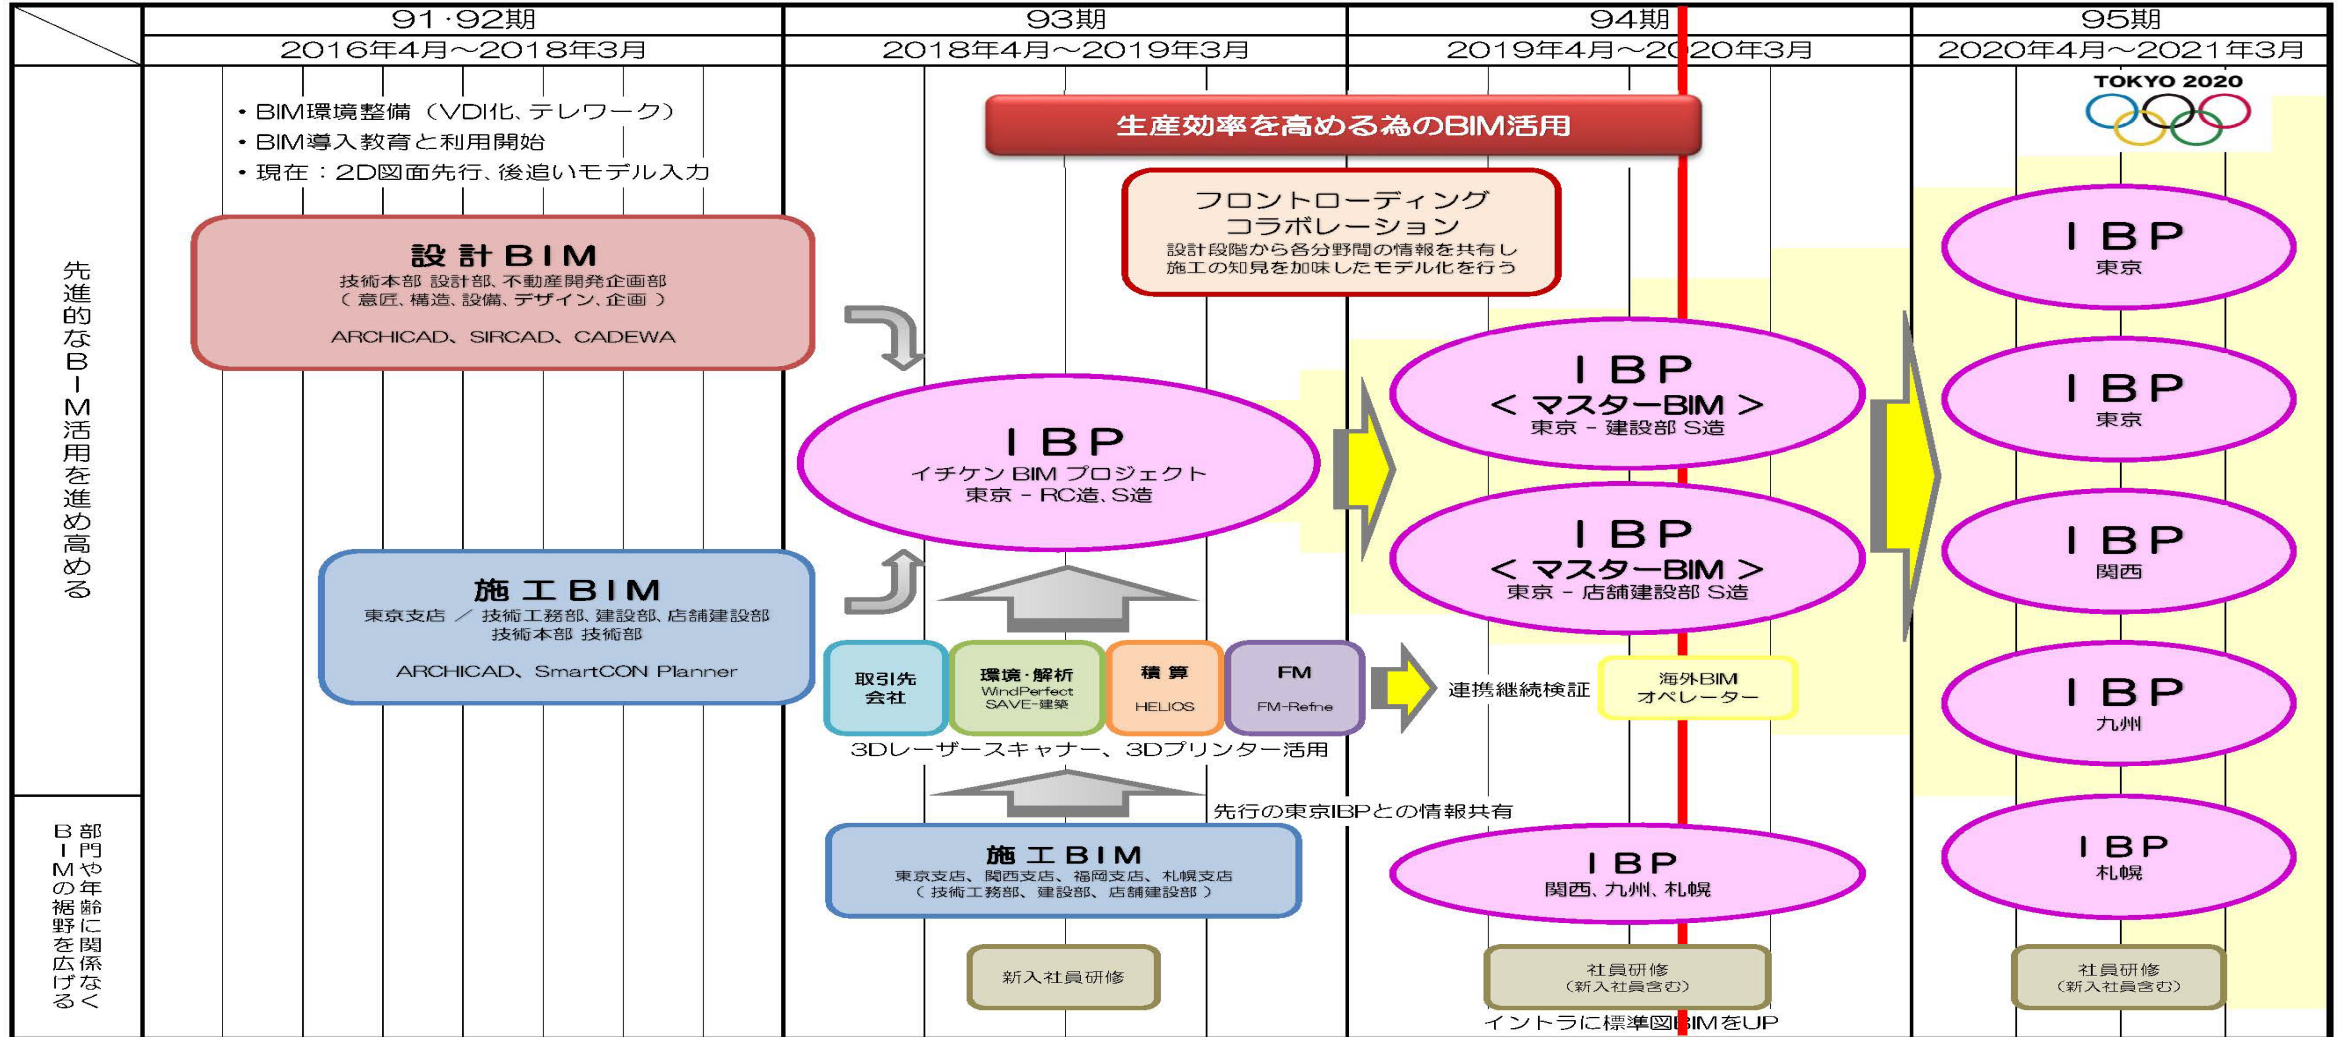 91・92期
93期
94期
95期
2016年4月～2018年3月
2018年4月～2019年3月
2019年4月～2020年3月
2020年4月～2021年3月
先進的なBIM活用を進め高める
・BIM環境整備（VDI化、テレワーク）
・BIM導入教育と利用開始
・現在：2D図面先行、後追いモデル入力
設計BIM
技術本部 設計部、不動産開発企画部
（ 意匠、構造、設備、デザイン、企画 ）
ARCHICAD、SIRCAD、CADEWA
施工BIM
東京支店 ／ 技術工務部、建設部、店舗建設部
技術本部 技術部
ARCHICAD、SmartCON Planner
生産効率を高める為のBIM活用
フロントローディング
コラボレーション
設計段階から各分野間の情報を共有し
施工の知見を加味したモデル化を行う
IBP
イチケン BIM プロジェクト
東京 - RC造、S造
取引先
会社
環境・解析
WindPerfect
SAVE-建築
積算
HELIOS
FM
FM-Refne
3Dレーザースキャナー、3Dプリンター活用
IBP
＜ マスターBIM ＞
東京 - 建設部 S造
IBP
＜ マスターBIM ＞
東京 - 店舗建設部 S造
連携継続検証
海外BIM
オペレーター
TOKYO 2020
IBP
東京
IBP
東京
IBP
関西
IBP
九州
IBP
札幌
部門や年齢に関係なく
BIMの裾野を広げる
先行の東京IBPとの情報共有
施工BIM
東京支店、関西支店、福岡支店、札幌支店
（ 技術工務部、建設部、店舗建設部 ）
新入社員研修
IBP
関西、九州、札幌
社員研修
（新入社員含む）
イントラに標準図BIMをUP
社員研修
（新入社員含む）